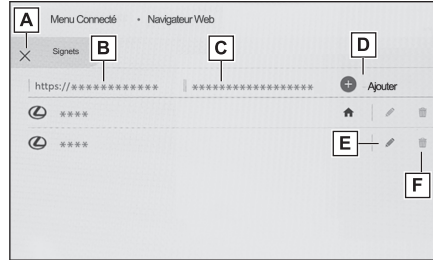 A Menu Connecté • Navigateur Web
× Signets B C D
https://************ ***************** + Ajouter
****
**** E
F